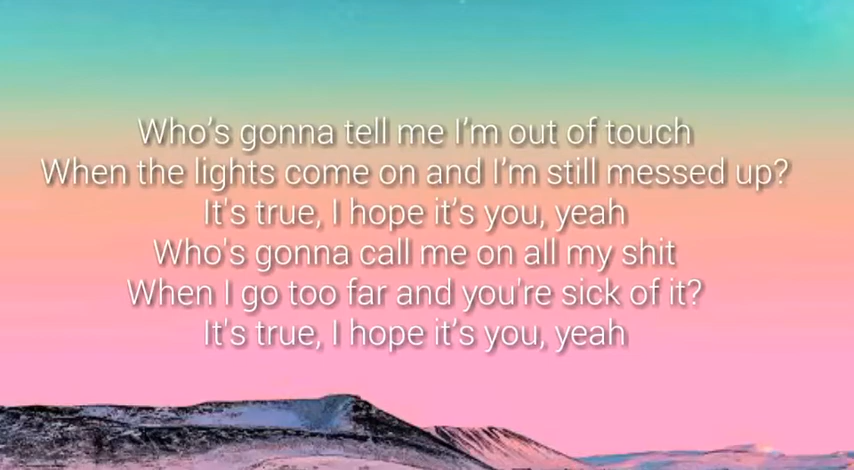 Who’s gonna tell me I’m out of touch
When the lights come on and I’m still messed up?
It's true, I hope it’s you, yeah
Who's gonna call me on all my shit
When I go too far and you're sick of it?
It's true, I hope it’s you, yeah